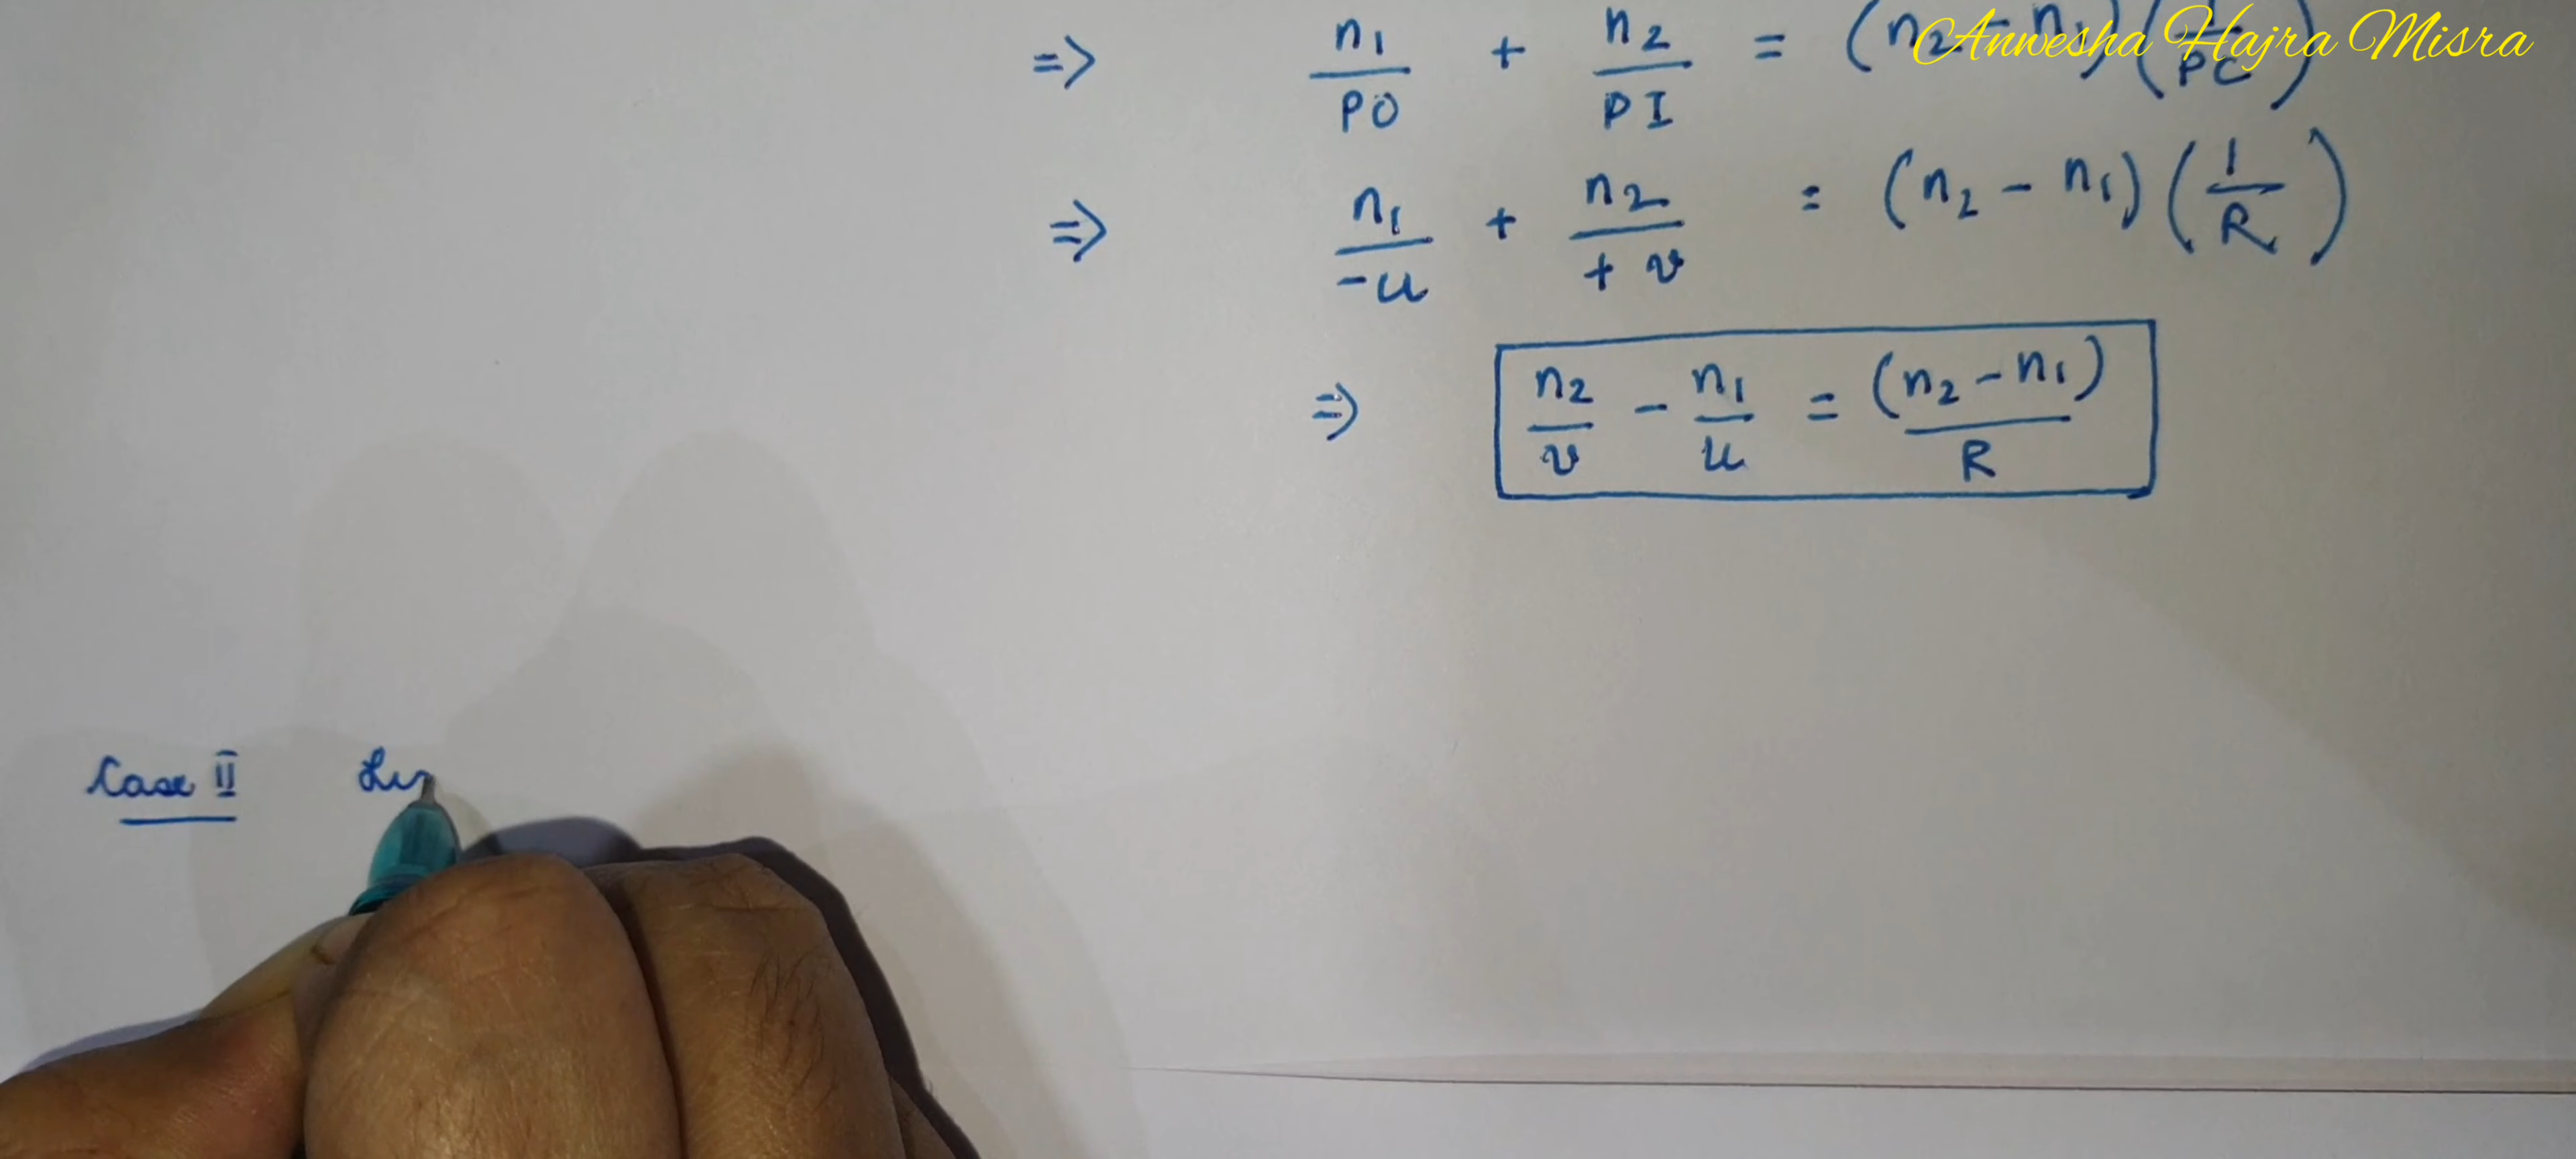 Anwesha Hajra Misra
=> n₁/PO + n₂/PI = (n₂ - n₁)(1/PC)
=> n₁/-u + n₂/+v = (n₂ - n₁)(1/R)
=> n₂/v - n₁/u = (n₂ - n₁)/R
Case II